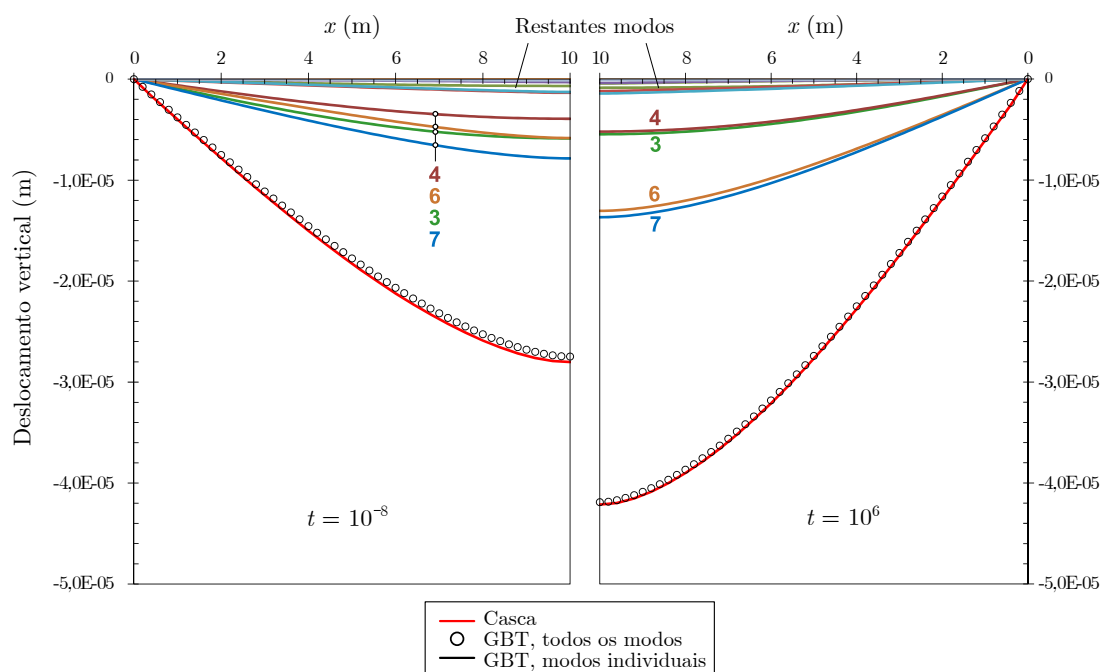 x (m)
Restantes modos
x (m)
0 2 4 6 8 10
10 8 6 4 2 0
0
-1,0E-05
-2,0E-05
-3,0E-05
-4,0E-05
-5,0E-05
Deslocamento vertical (m)
4
6
3
7
t = 10⁻⁸
4
3
6
7
t = 10⁶
0
-1,0E-05
-2,0E-05
-3,0E-05
-4,0E-05
-5,0E-05
Casca
GBT, todos os modos
GBT, modos individuais